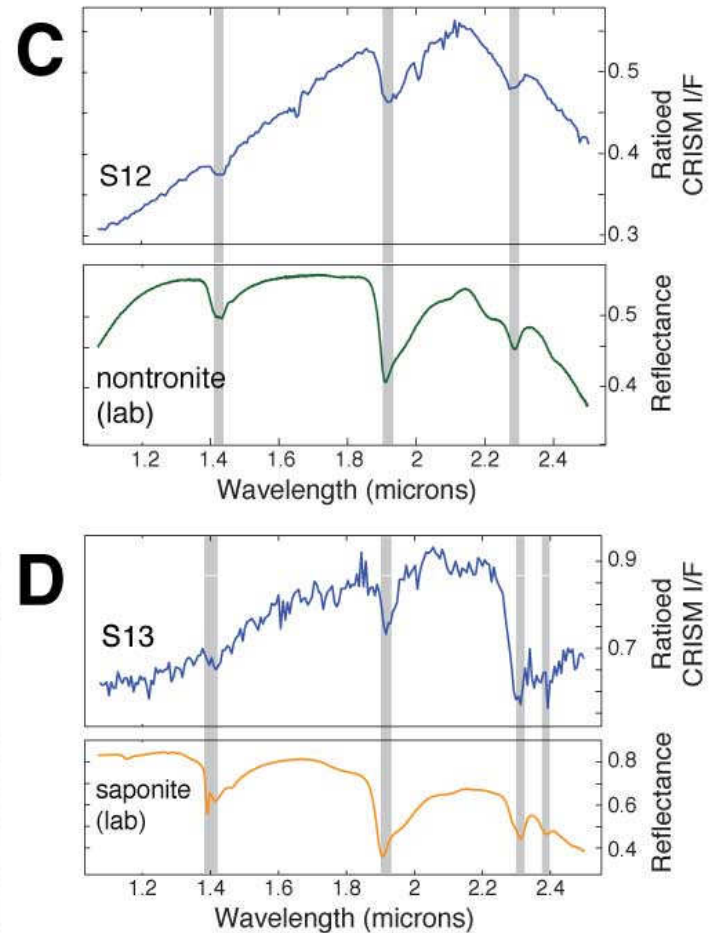 C
S12
0.5
0.4
0.3
Ratioed
CRISM I/F
nontronite
(lab)
0.5
0.4
Reflectance
1.2 1.4 1.6 1.8 2 2.2 2.4
Wavelength (microns)
D
S13
0.9
0.7
Ratioed
CRISM I/F
saponite
(lab)
0.8
0.6
0.4
Reflectance
1.2 1.4 1.6 1.8 2 2.2 2.4
Wavelength (microns)